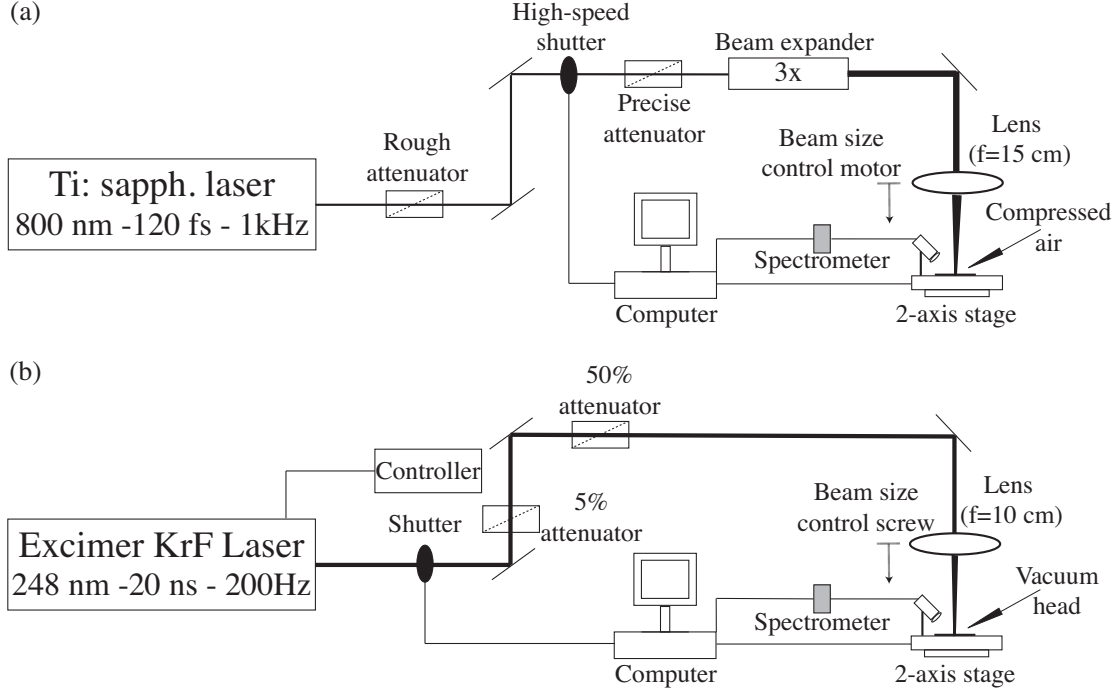 (a)
High-speed
shutter
Beam expander
3x
Precise
attenuator
Rough
attenuator
Beam size
control motor
Lens
(f=15 cm)
Ti: sapph. laser
800 nm -120 fs - 1kHz
Compressed
air
Spectrometer
Computer
2-axis stage
(b)
50%
attenuator
Controller
5%
attenuator
Shutter
Beam size
control screw
Lens
(f=10 cm)
Excimer KrF Laser
248 nm -20 ns - 200Hz
Vacuum
head
Spectrometer
Computer
2-axis stage